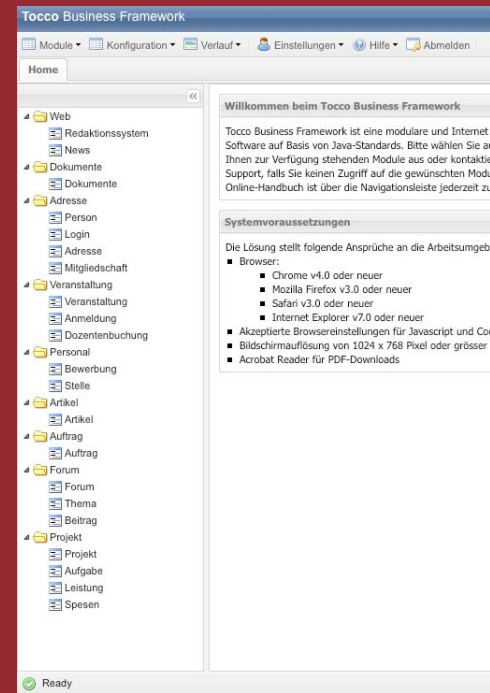 Tocco Business Framework
Module Konfiguration Verlauf Einstellungen Hilfe Abmelden
Home
Web
Redaktionssystem
News
Dokumente
Dokumente
Adresse
Person
Login
Adresse
Mitgliedschaft
Veranstaltung
Veranstaltung
Anmeldung
Dozentenbuchung
Personal
Bewerbung
Stelle
Artikel
Artikel
Auftrag
Auftrag
Forum
Forum
Thema
Beitrag
Projekt
Projekt
Aufgabe
Leistung
Spesen
Willkommen beim Tocco Business Framework
Tocco Business Framework ist eine modulare und Internet
Software auf Basis von Java-Standards. Bitte wählen Sie
Ihnen zur Verfügung stehenden Module aus oder
Support, falls Sie keinen Zugriff auf die gewünschten
Online-Handbuch ist über die Navigationsleiste jederzeit
Systemvoraussetzungen
Die Lösung stellt folgende Ansprüche an die
Browser:
Chrome v4.0 oder neuer
Mozilla Firefox v3.0 oder neuer
Safari v3.0 oder neuer
Internet Explorer v7.0 oder neuer
Akzeptierte Browsereinstellungen für Javascript und
Bildschirmauflösung von 1024 x 768 Pixel oder grösser
Acrobat Reader für PDF-Downloads
Ready